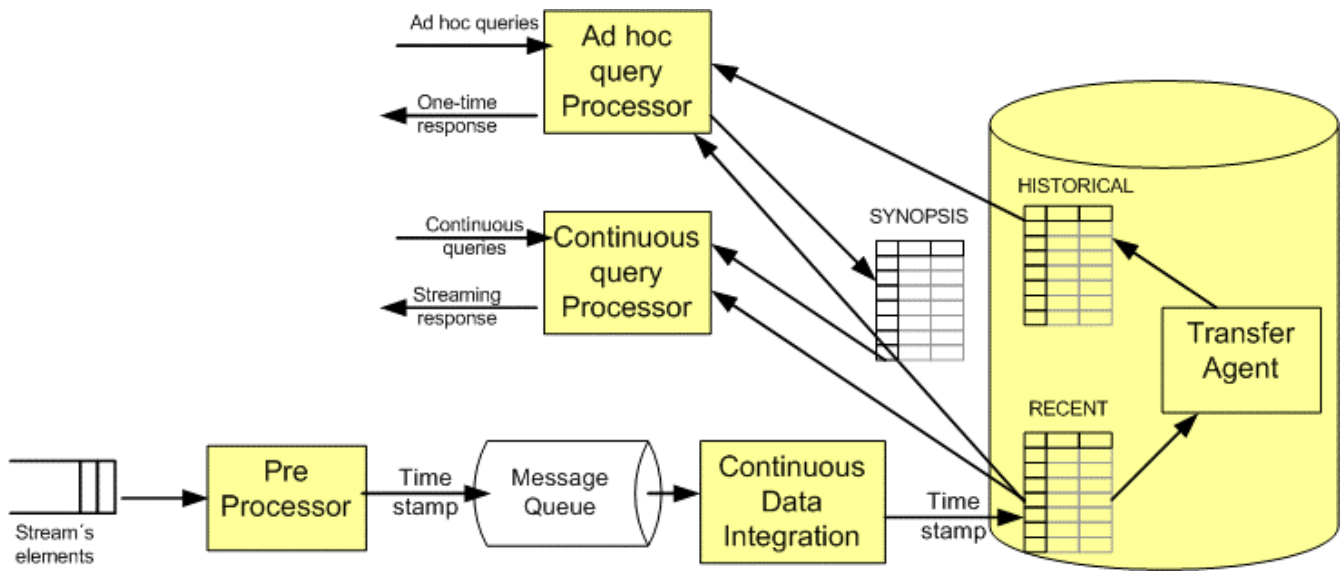 Ad hoc queries
Ad hoc
query
Processor
One-time
response
HISTORICAL
SYNOPSIS
Continuous
queries
Continuous
query
Processor
Streaming
response
Transfer
Agent
RECENT
Pre
Processor
Time
stamp
Message
Queue
Continuous
Data
Integration
Time
stamp
Stream´s
elements